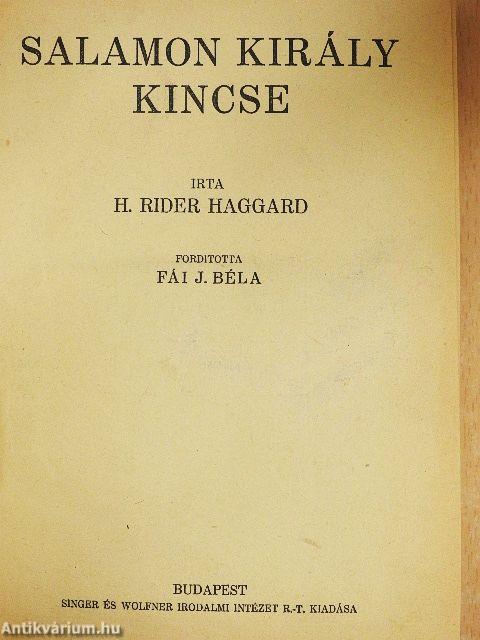 SALAMON KIRÁLY
KINCSE
IRTA
H. RIDER HAGGARD
FORDITOTTA
FÁI J. BÉLA
BUDAPEST
SINGER ÉS WOLFNER IRODALMI INTÉZET R.-T. KIADÁSA
Antikvárium.hu